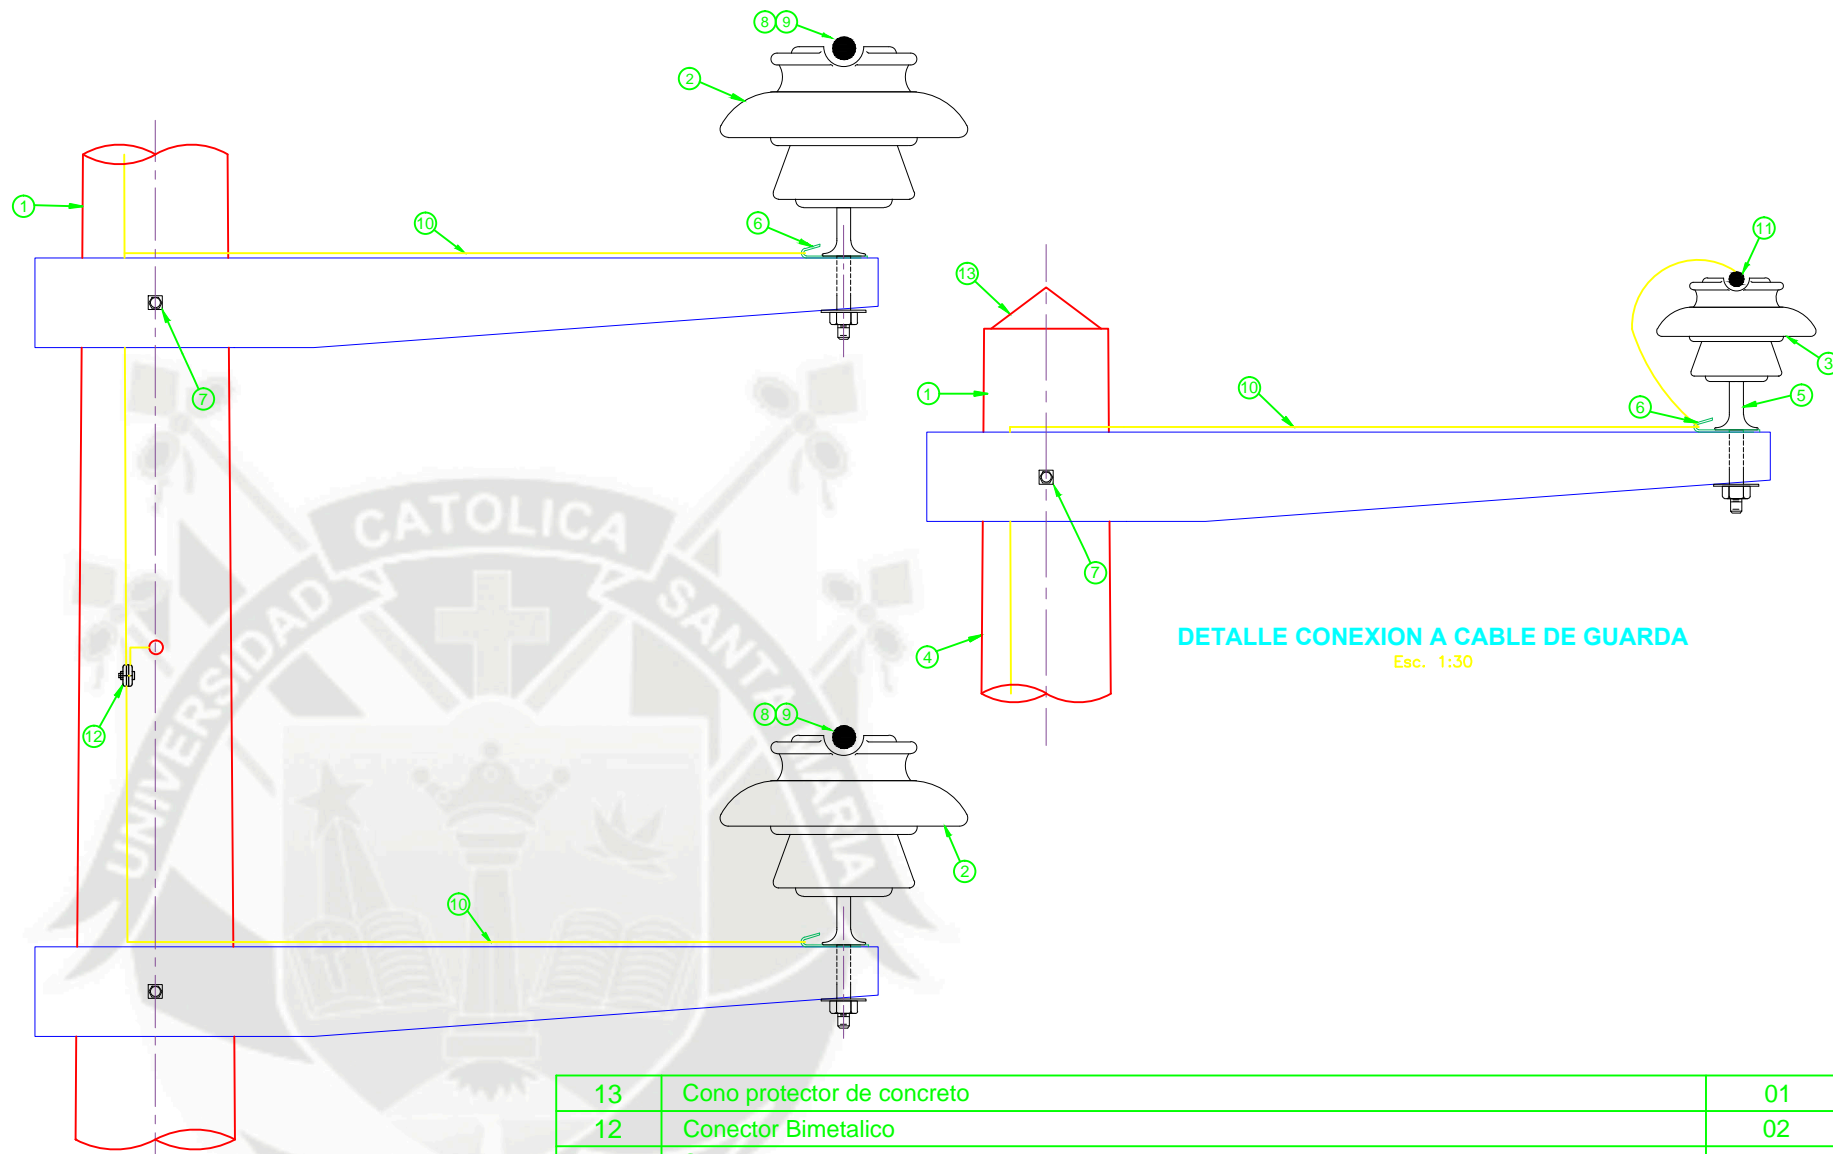 8 9
2
1
10
6
7
11
13
3
1
10
5
6
7
CATOLICA
UNIVERSIDAD
SANTA MARIA
4
DETALLE CONEXION A CABLE DE GUARDA
Esc. 1:30
12
8 9
2
10
13 Cono protector de concreto 01
12 Conector Bimetalico 02